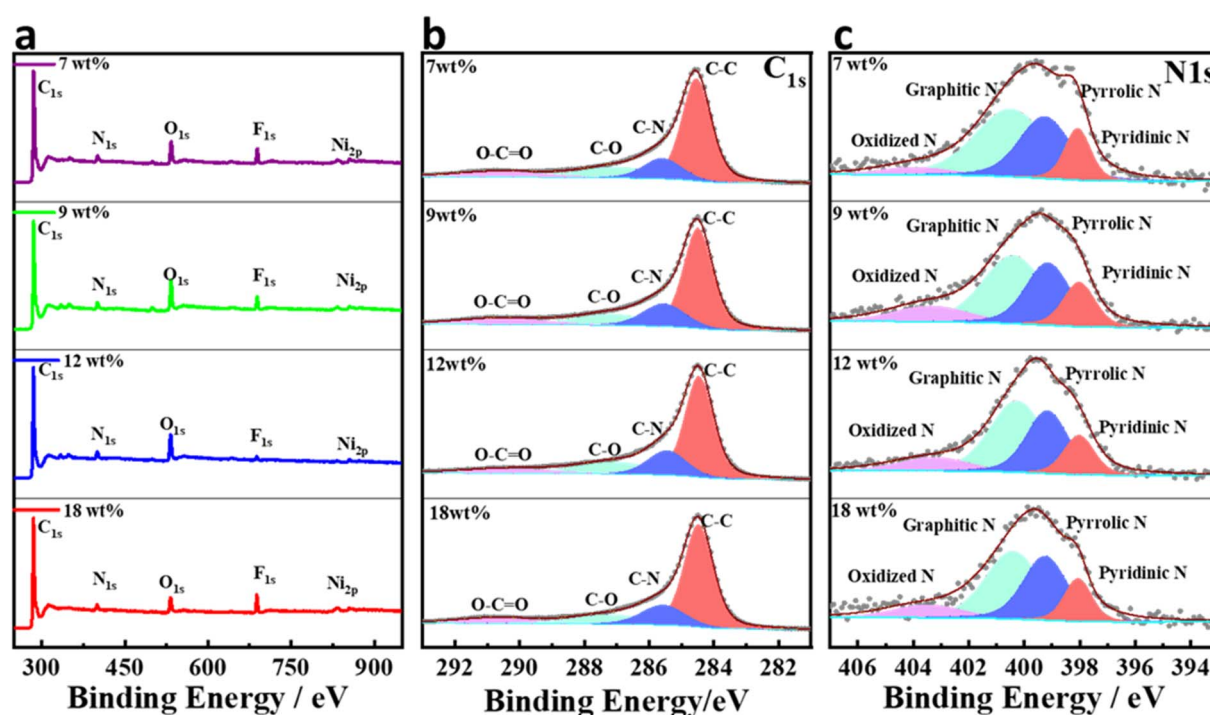 a
7 wt%
C1s
N1s
O1s
F1s
Ni2p
9 wt%
C1s
N1s
O1s
F1s
Ni2p
12 wt%
C1s
N1s
O1s
F1s
Ni2p
18 wt%
C1s
N1s
O1s
F1s
Ni2p
300 450 600 750 900
Binding Energy / eV
b
7wt%
C1s
C-C
C-N
C-O
O-C=O
9wt%
C-C
C-N
C-O
O-C=O
12wt%
C-C
C-N
C-O
O-C=O
18wt%
C-C
C-N
C-O
O-C=O
292 290 288 286 284 282
Binding Energy/eV
c
7 wt%
N1s
Graphitic N
Pyrrolic N
Oxidized N
Pyridinic N
9 wt%
Graphitic N
Pyrrolic N
Oxidized N
Pyridinic N
12 wt%
Graphitic N
Pyrrolic N
Oxidized N
Pyridinic N
18 wt%
Graphitic N
Pyrrolic N
Oxidized N
Pyridinic N
406 404 402 400 398 396 394
Binding Energy / eV